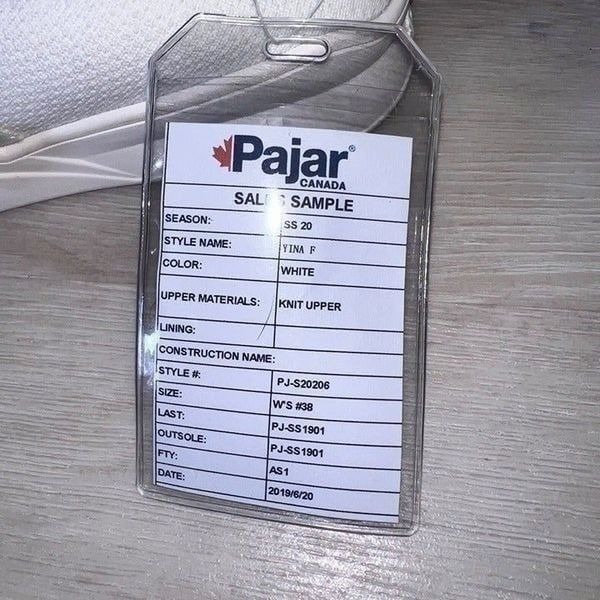 Pajar®
CANADA
SALES SAMPLE
SEASON: SS 20
STYLE NAME: YINA F
COLOR: WHITE
UPPER MATERIALS: KNIT UPPER
LINING:
CONSTRUCTION NAME:
STYLE #: PJ-S20206
SIZE: W'S #38
LAST: PJ-SS1901
OUTSOLE: PJ-SS1901
FTY: AS1
DATE: 2019/6/20